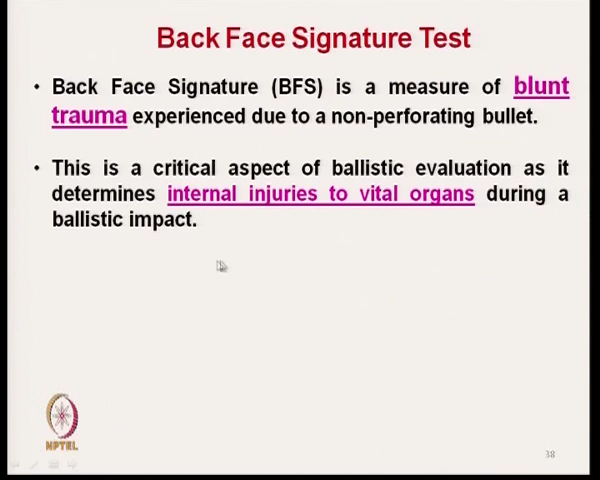 Back Face Signature Test
• Back Face Signature (BFS) is a measure of blunt
trauma experienced due to a non-perforating bullet.
• This is a critical aspect of ballistic evaluation as it
determines internal injuries to vital organs during a
ballistic impact.
NPTEL
38